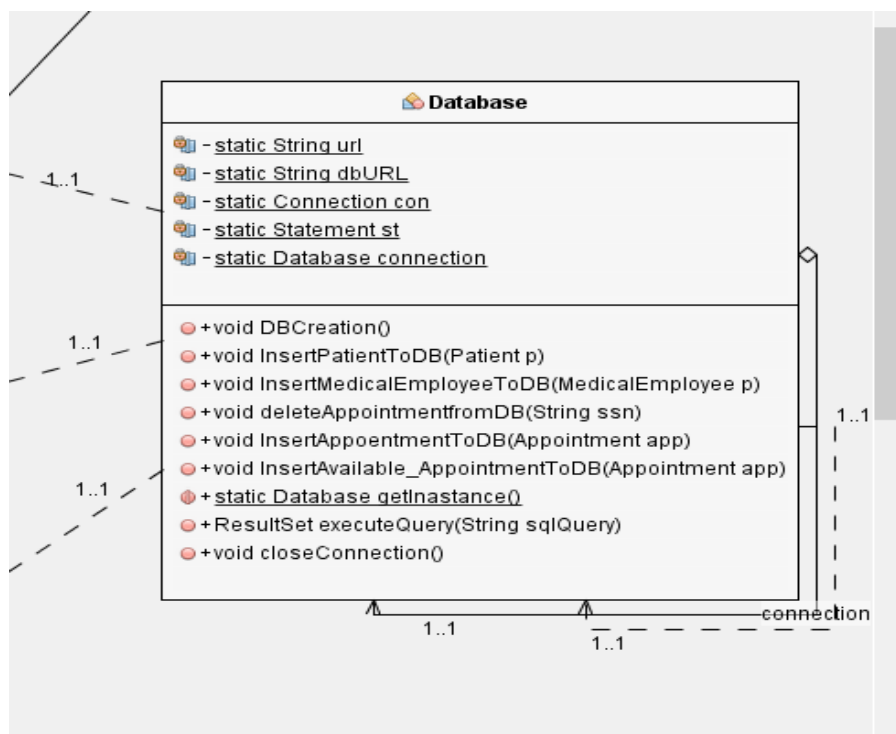 Database
- static String url
- static String dbURL
- static Connection con
- static Statement st
- static Database connection
+void DBCreation()
+void InsertPatientToDB(Patient p)
+void InsertMedicalEmployeeToDB(MedicalEmployee p)
+void deleteAppointmentfromDB(String ssn)
+void InsertAppoentmentToDB(Appointment app)
+void InsertAvailable_AppointmentToDB(Appointment app)
+ static Database getInastance()
+ResultSet executeQuery(String sqlQuery)
+void closeConnection()
1..1
1..1
1..1
1..1
connection
1..1
1..1